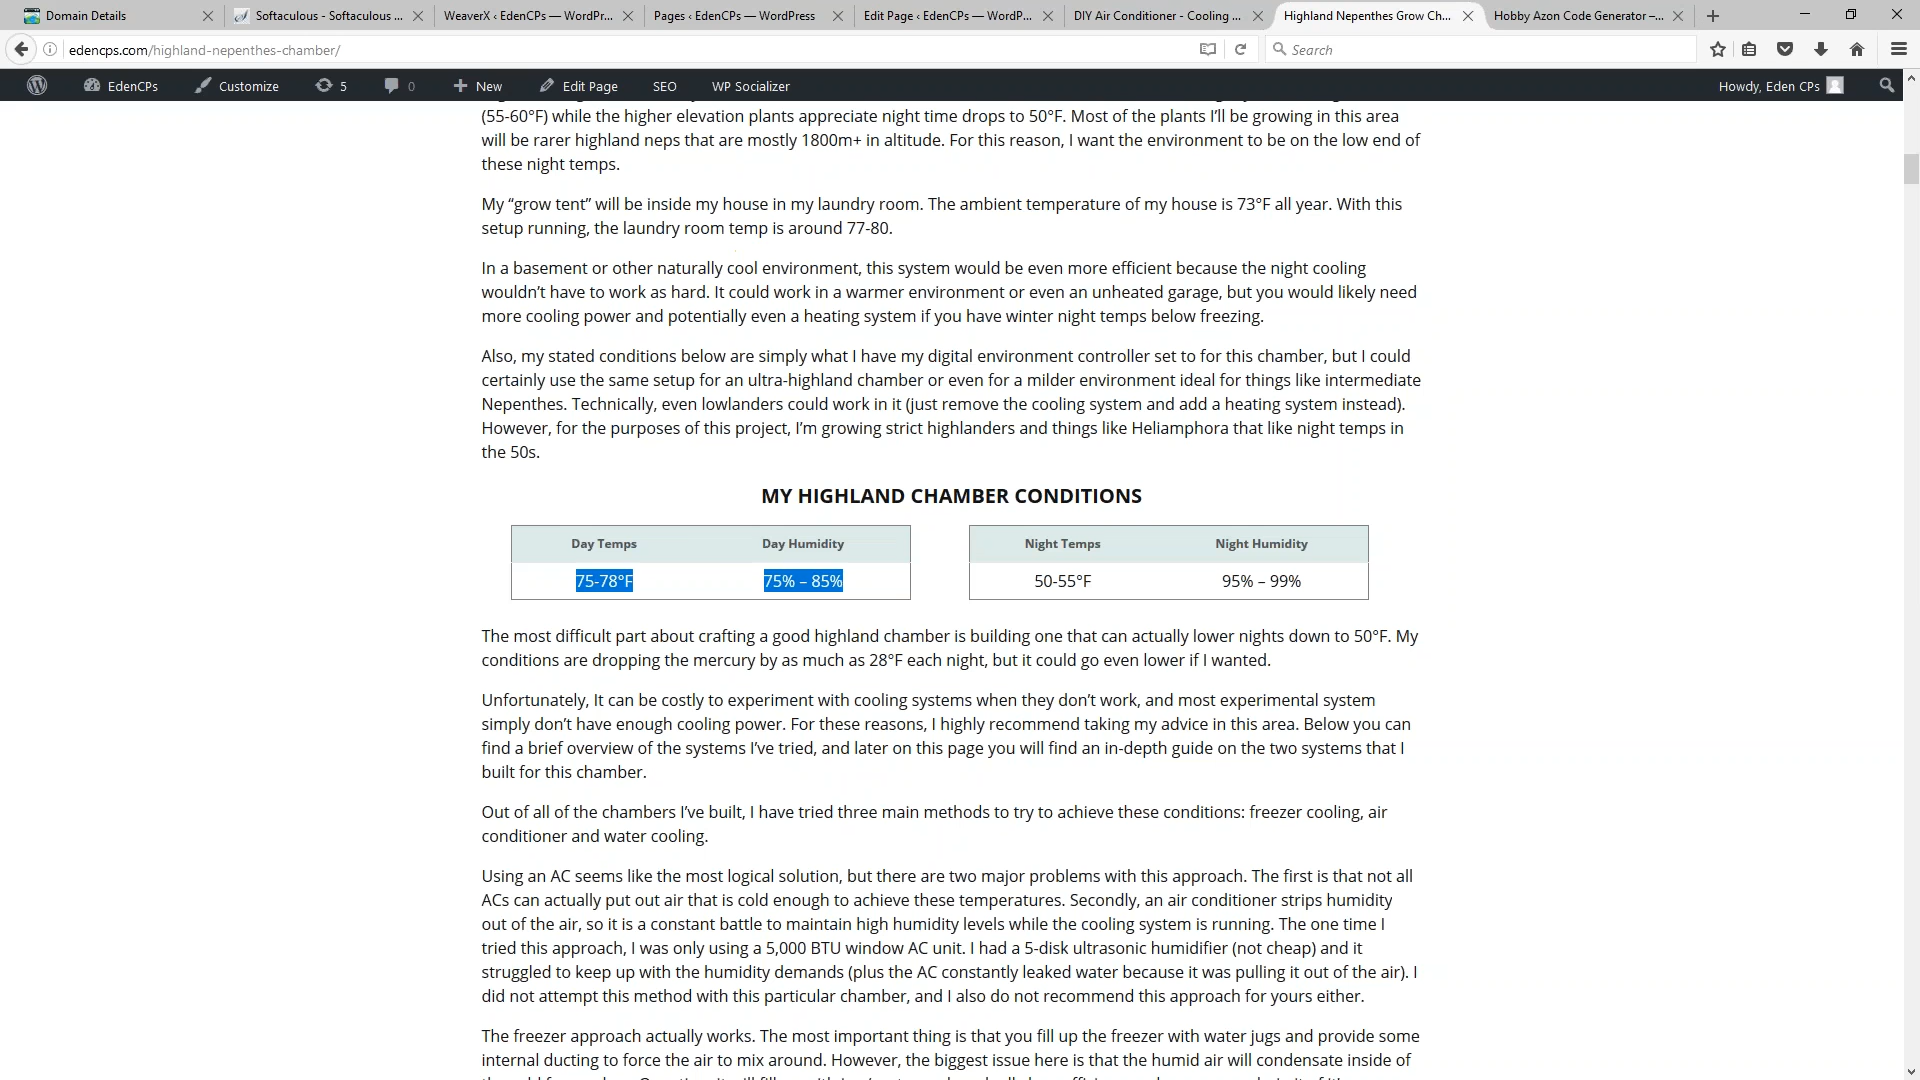 Domain Details
Softaculous - Softaculous ...
WeaverX ‹ EdenCPs — WordPr...
Pages ‹ EdenCPs — WordPress
Edit Page ‹ EdenCPs — WordP...
DIY Air Conditioner - Cooling ...
Highland Nepenthes Grow Ch...
Hobby Azon Code Generator –...
edencps.com/highland-nepenthes-chamber/
Search
EdenCPs
Customize
5
0
New
Edit Page
SEO
WP Socializer
Howdy, Eden CPs
(55-60°F) while the higher elevation plants appreciate night time drops to 50°F. Most of the plants I’ll be growing in this area
will be rarer highland neps that are mostly 1800m+ in altitude. For this reason, I want the environment to be on the low end of
these night temps.
My “grow tent” will be inside my house in my laundry room. The ambient temperature of my house is 73°F all year. With this
setup running, the laundry room temp is around 77-80.
In a basement or other naturally cool environment, this system would be even more efficient because the night cooling
wouldn’t have to work as hard. It could work in a warmer environment or even an unheated garage, but you would likely need
more cooling power and potentially even a heating system if you have winter night temps below freezing.
Also, my stated conditions below are simply what I have my digital environment controller set to for this chamber, but I could
certainly use the same setup for an ultra-highland chamber or even for a milder environment ideal for things like intermediate
Nepenthes. Technically, even lowlanders could work in it (just remove the cooling system and add a heating system instead).
However, for the purposes of this project, I’m growing strict highlanders and things like Heliamphora that like night temps in
the 50s.
MY HIGHLAND CHAMBER CONDITIONS
Day Temps Day Humidity Night Temps Night Humidity
75-78°F 75% – 85% 50-55°F 95% – 99%
The most difficult part about crafting a good highland chamber is building one that can actually lower nights down to 50°F. My
conditions are dropping the mercury by as much as 28°F each night, but it could go even lower if I wanted.
Unfortunately, It can be costly to experiment with cooling systems when they don’t work, and most experimental system
simply don’t have enough cooling power. For these reasons, I highly recommend taking my advice in this area. Below you can
find a brief overview of the systems I’ve tried, and later on this page you will find an in-depth guide on the two systems that I
built for this chamber.
Out of all of the chambers I’ve built, I have tried three main methods to try to achieve these conditions: freezer cooling, air
conditioner and water cooling.
Using an AC seems like the most logical solution, but there are two major problems with this approach. The first is that not all
ACs can actually put out air that is cold enough to achieve these temperatures. Secondly, an air conditioner strips humidity
out of the air, so it is a constant battle to maintain high humidity levels while the cooling system is running. The one time I
tried this approach, I was only using a 5,000 BTU window AC unit. I had a 5-disk ultrasonic humidifier (not cheap) and it
struggled to keep up with the humidity demands (plus the AC constantly leaked water because it was pulling it out of the air). I
did not attempt this method with this particular chamber, and I also do not recommend this approach for yours either.
The freezer approach actually works. The most important thing is that you fill up the freezer with water jugs and provide some
internal ducting to force the air to mix around. However, the biggest issue here is that the humid air will condense inside of